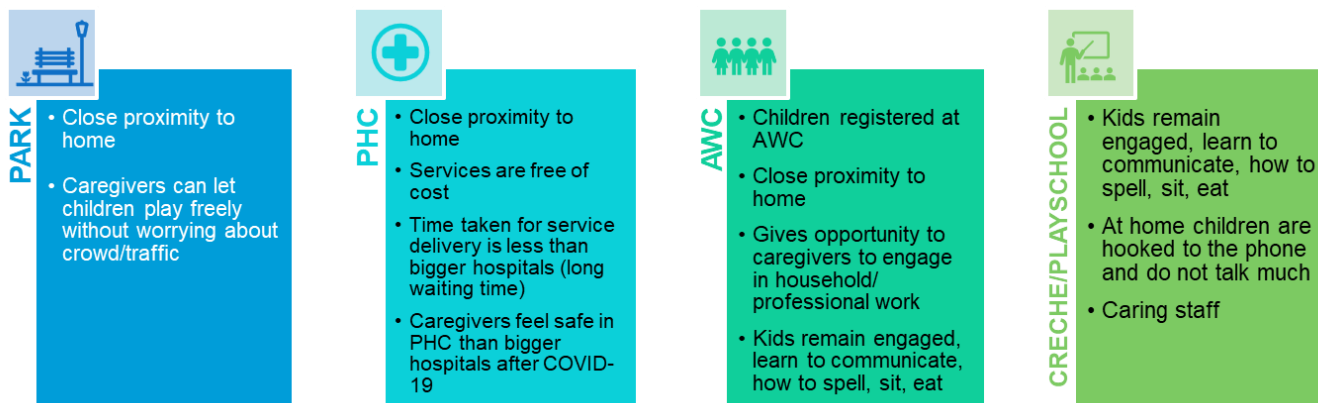 PARK
• Close proximity to
home
• Caregivers can let
children play freely
without worrying about
crowd/traffic
PHC
• Close proximity to
home
• Services are free of
cost
• Time taken for service
delivery is less than
bigger hospitals (long
waiting time)
• Caregivers feel safe in
PHC than bigger
hospitals after COVID-
19
AWC
• Children registered at
AWC
• Close proximity to
home
• Gives opportunity to
caregivers to engage
in household/
professional work
• Kids remain engaged,
learn to communicate,
how to spell, sit, eat
CRECHE/PLAYSCHOOL
• Kids remain
engaged, learn to
communicate, how to
spell, sit, eat
• At home children are
hooked to the phone
and do not talk much
• Caring staff